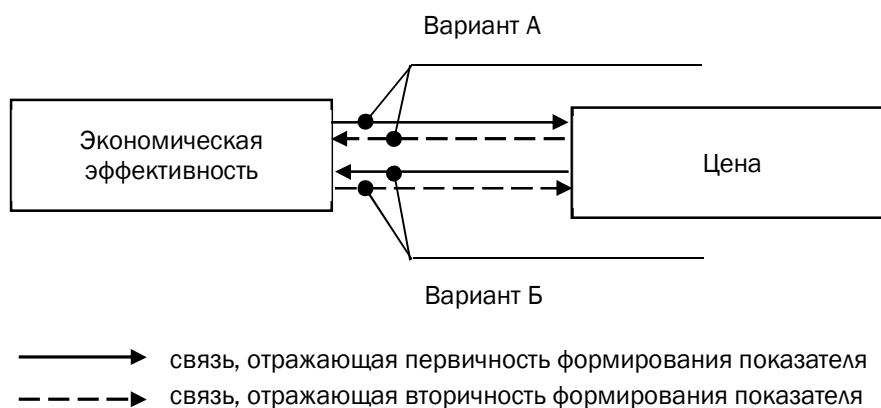 Вариант А
Экономическая
эффективность
Цена
Вариант Б
связь, отражающая первичность формирования показателя
связь, отражающая вторичность формирования показателя